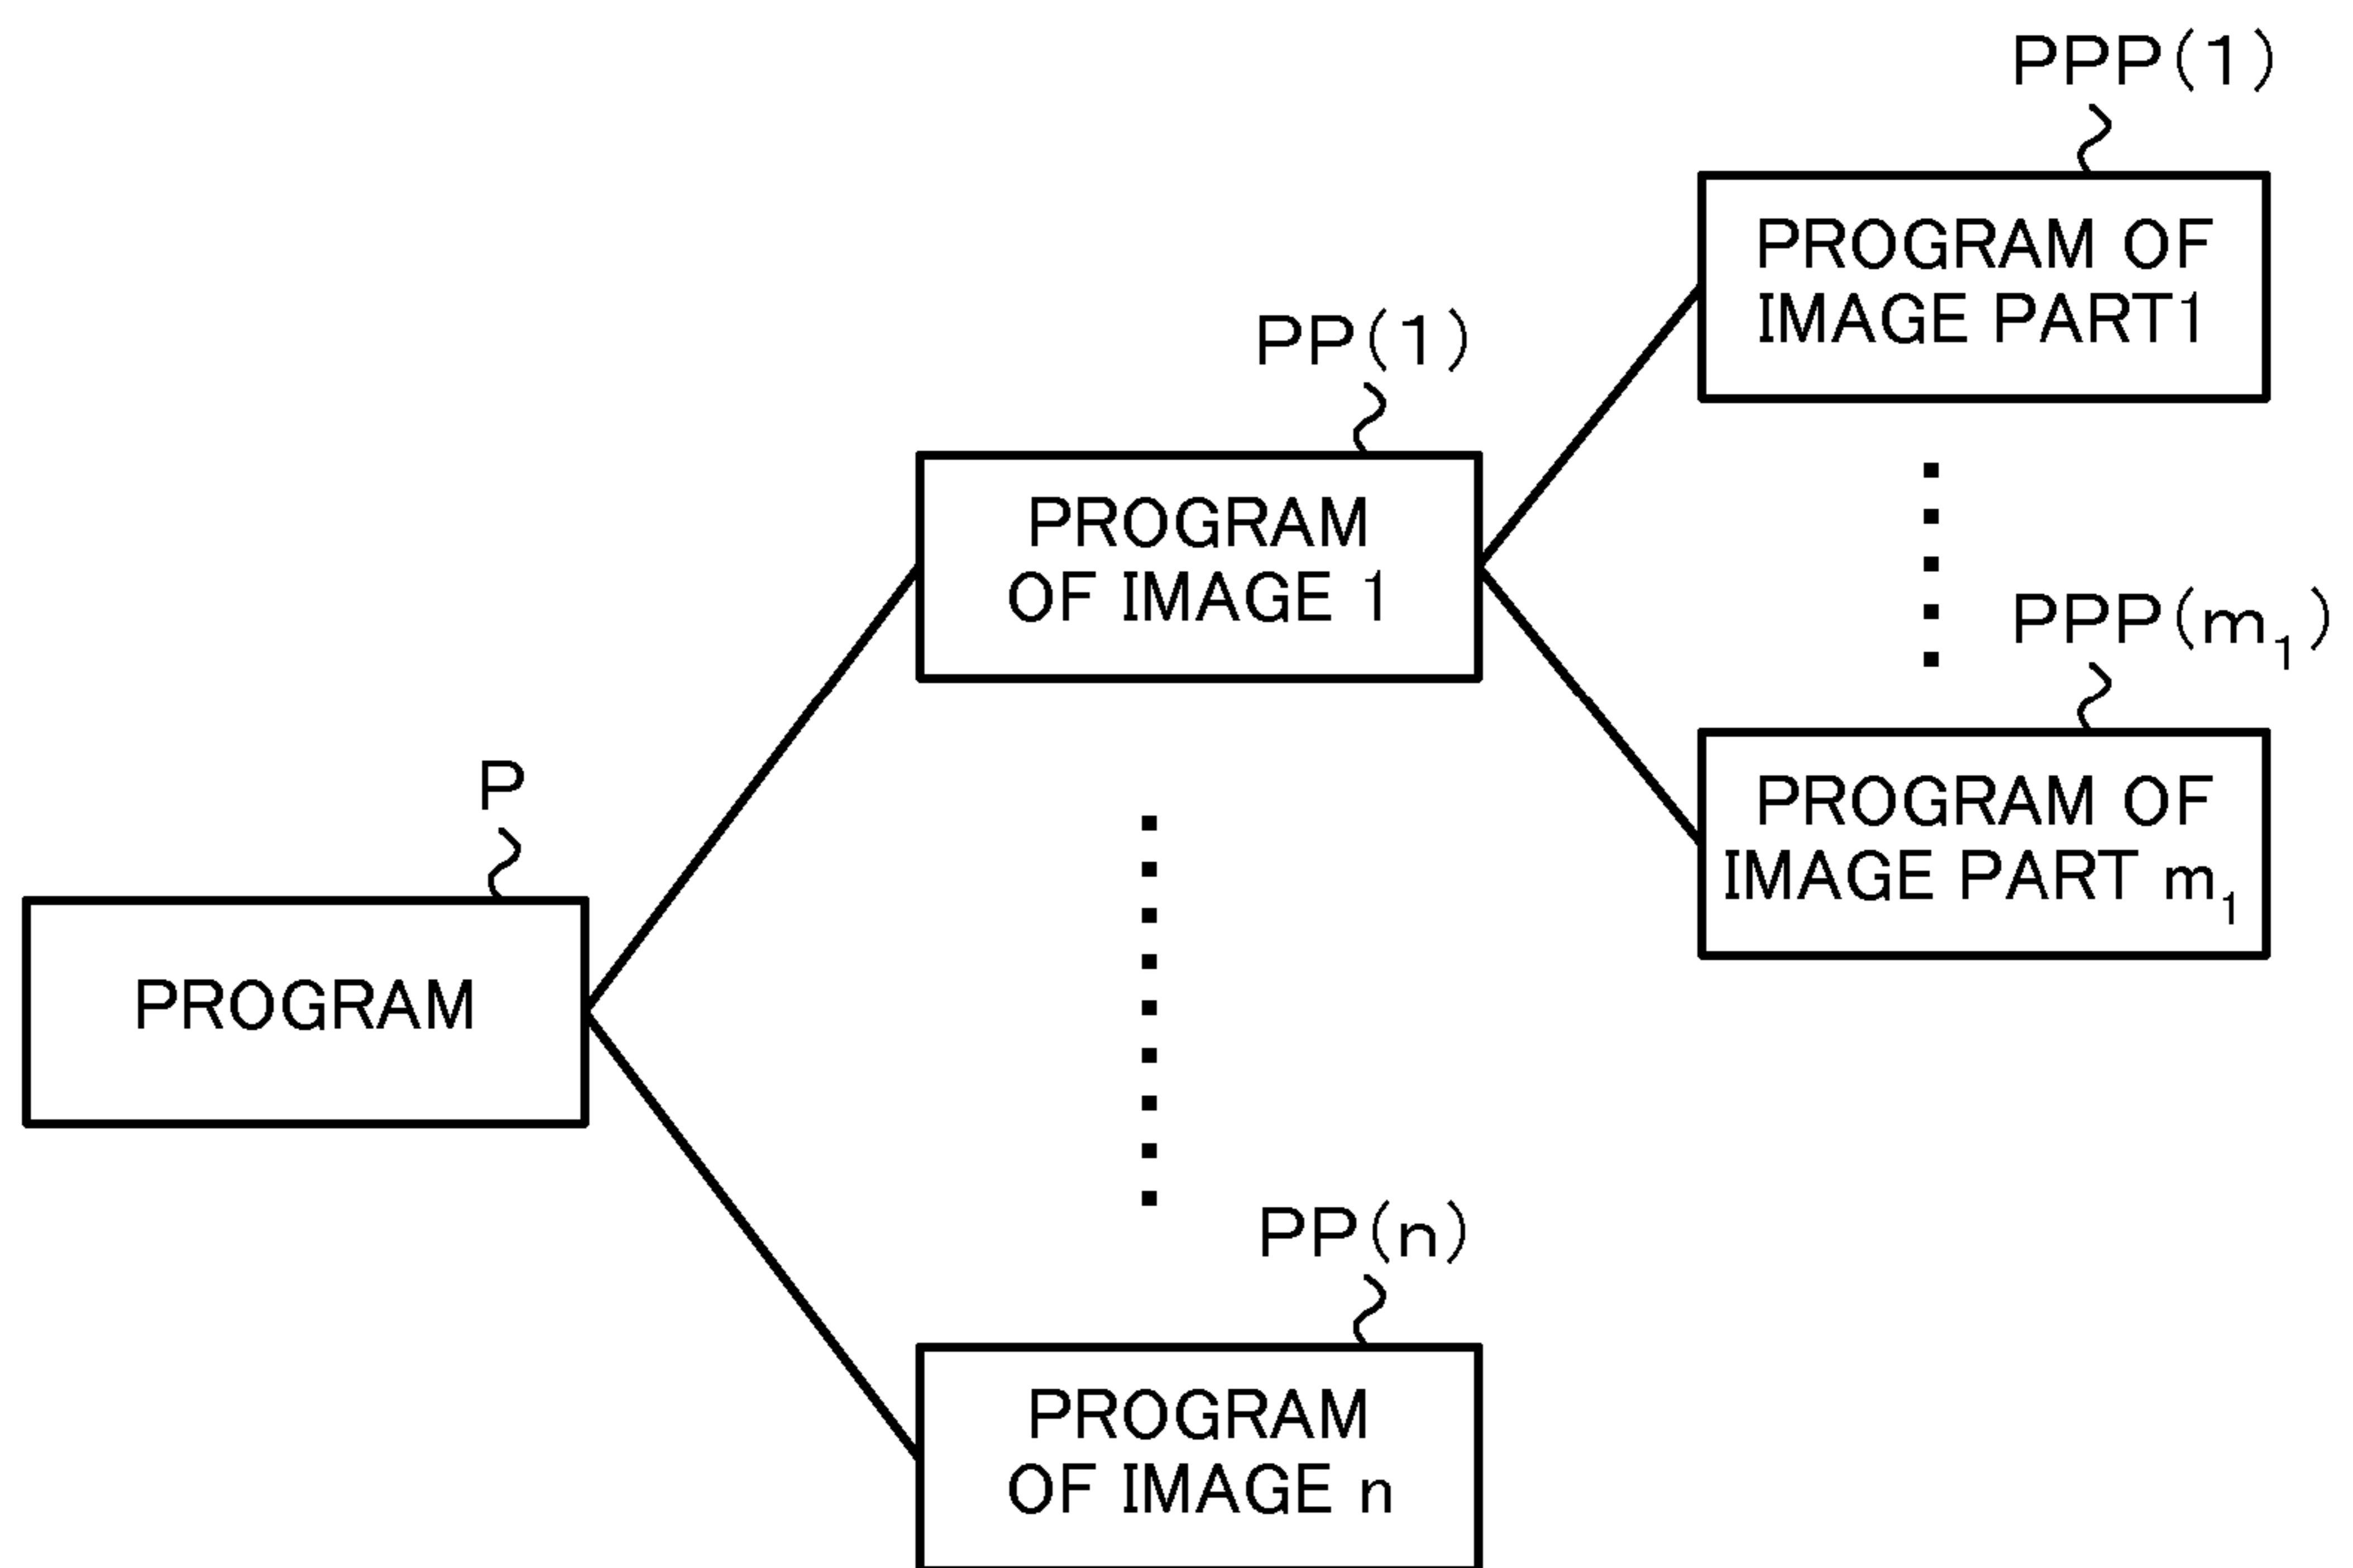 PPP(1)
PROGRAM OF
IMAGE PART1
PP(1)
PROGRAM
OF IMAGE 1
PPP(m₁)
PROGRAM OF
IMAGE PART m₁
P
PROGRAM
PP(n)
PROGRAM
OF IMAGE n